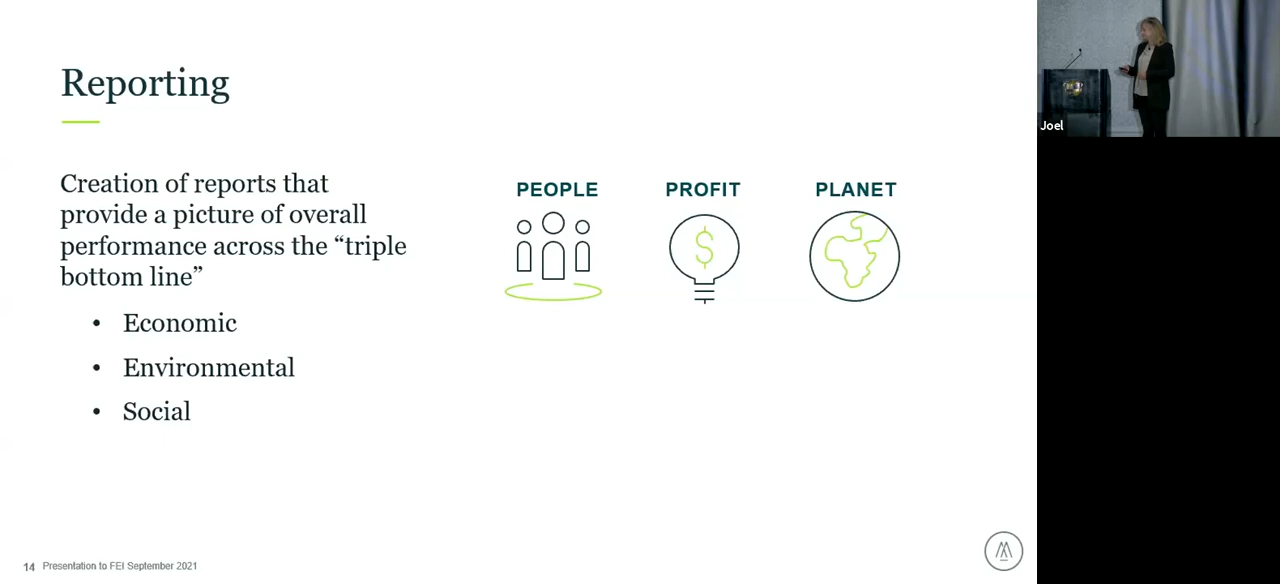 Reporting
Creation of reports that
provide a picture of overall
performance across the “triple
bottom line”
• Economic
• Environmental
• Social
PEOPLE PROFIT PLANET
$
14 Presentation to FEI September 2021
Joel